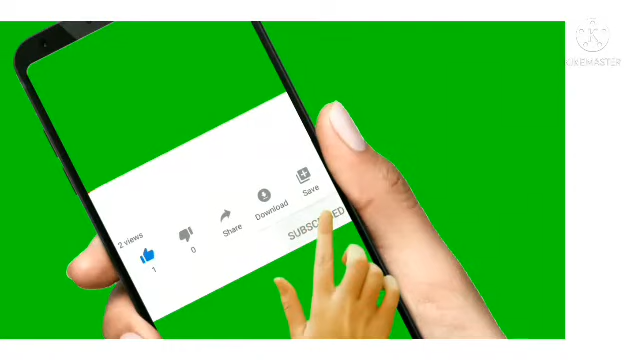 KINEMASTER
2 views
1
0
Share
Download
Save
SUBSCRIBED